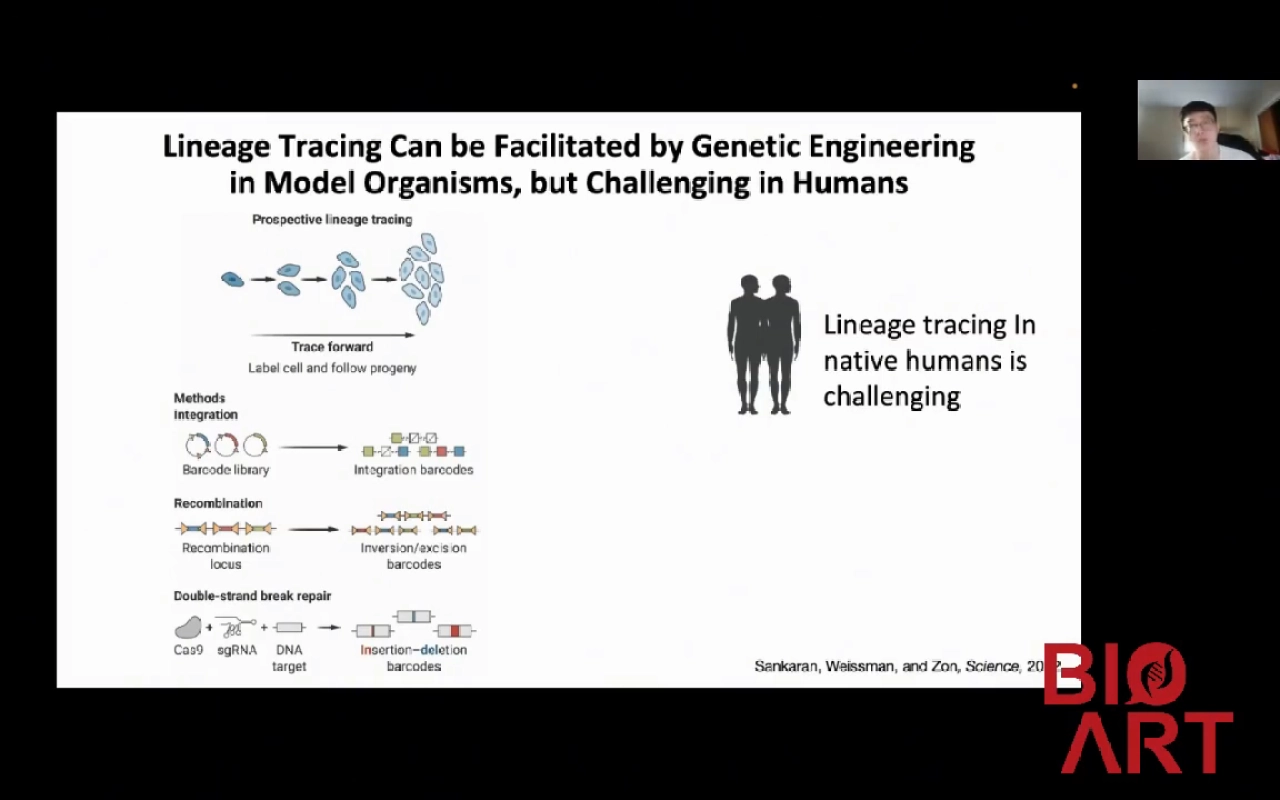 Lineage Tracing Can be Facilitated by Genetic Engineering
in Model Organisms, but Challenging in Humans
Prospective lineage tracing
Trace forward
Label cell and follow progeny
Methods
Integration
Barcode library
Integration barcodes
Recombination
Recombination
locus
Inversion/excision
barcodes
Double-strand break repair
+
+
Cas9
sgRNA
DNA
target
Insertion–deletion
barcodes
Lineage tracing In
native humans is
challenging
Sankaran, Weissman, and Zon, Science,
BIO
ART